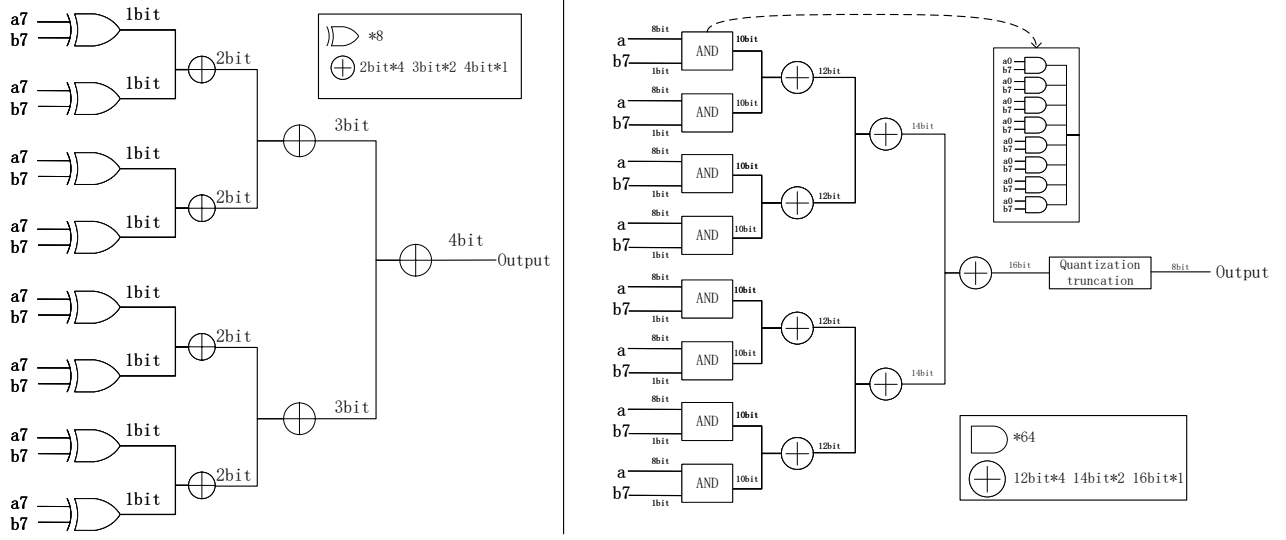 a7
b7
1bit
a7
b7
1bit
2bit
a7
b7
1bit
a7
b7
1bit
2bit
3bit
a7
b7
1bit
a7
b7
1bit
2bit
a7
b7
1bit
a7
b7
1bit
2bit
3bit
4bit
Output
*8
2bit*4 3bit*2 4bit*1
a
8bit
b7
1bit
AND
10bit
a
8bit
b7
1bit
AND
10bit
12bit
a
8bit
b7
1bit
AND
10bit
a
8bit
b7
1bit
AND
10bit
12bit
14bit
a
8bit
b7
1bit
AND
10bit
a
8bit
b7
1bit
AND
10bit
12bit
a
8bit
b7
1bit
AND
10bit
a
8bit
b7
1bit
AND
10bit
12bit
14bit
16bit
Quantization
truncation
8bit
Output
a0
b7
a0
b7
a0
b7
a0
b7
a0
b7
a0
b7
a0
b7
a0
b7
*64
12bit*4 14bit*2 16bit*1